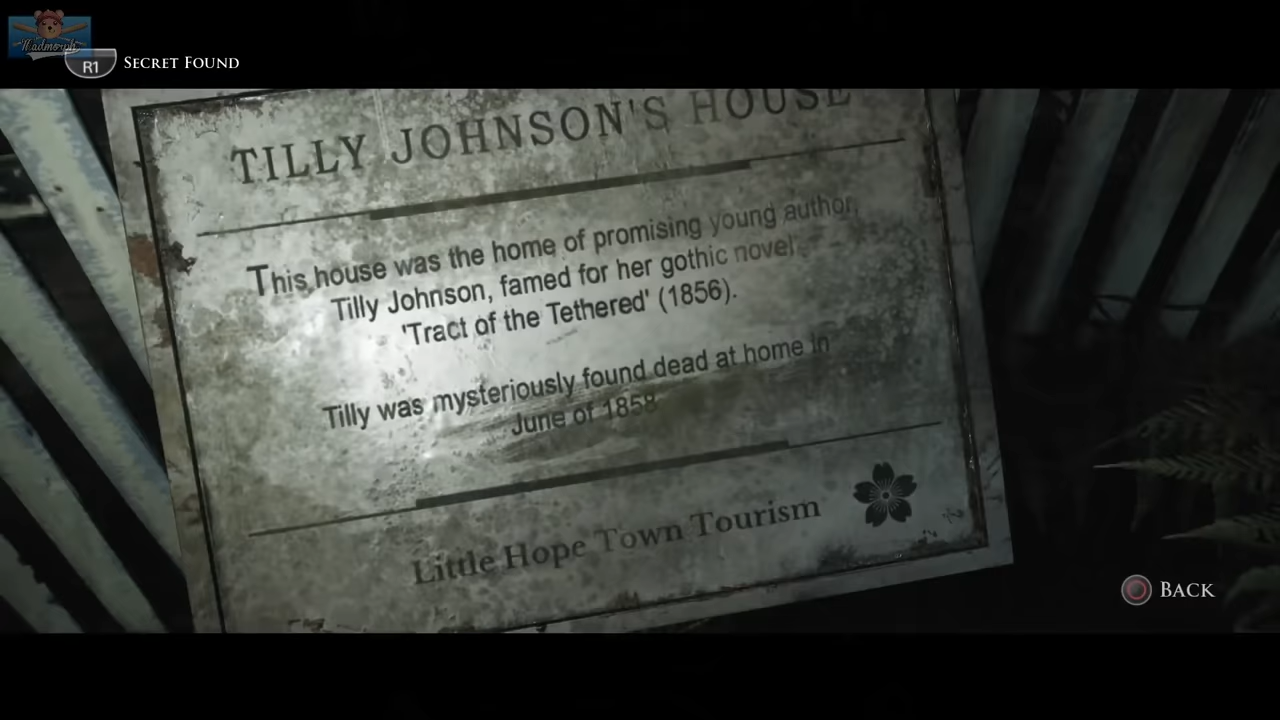 Madmorph
R1 SECRET FOUND
TILLY JOHNSON'S HOUSE
This house was the home of promising young author,
Tilly Johnson, famed for her gothic novel
'Tract of the Tethered' (1856).
Tilly was mysteriously found dead at home in
June of 1858
Little Hope Town Tourism
BACK